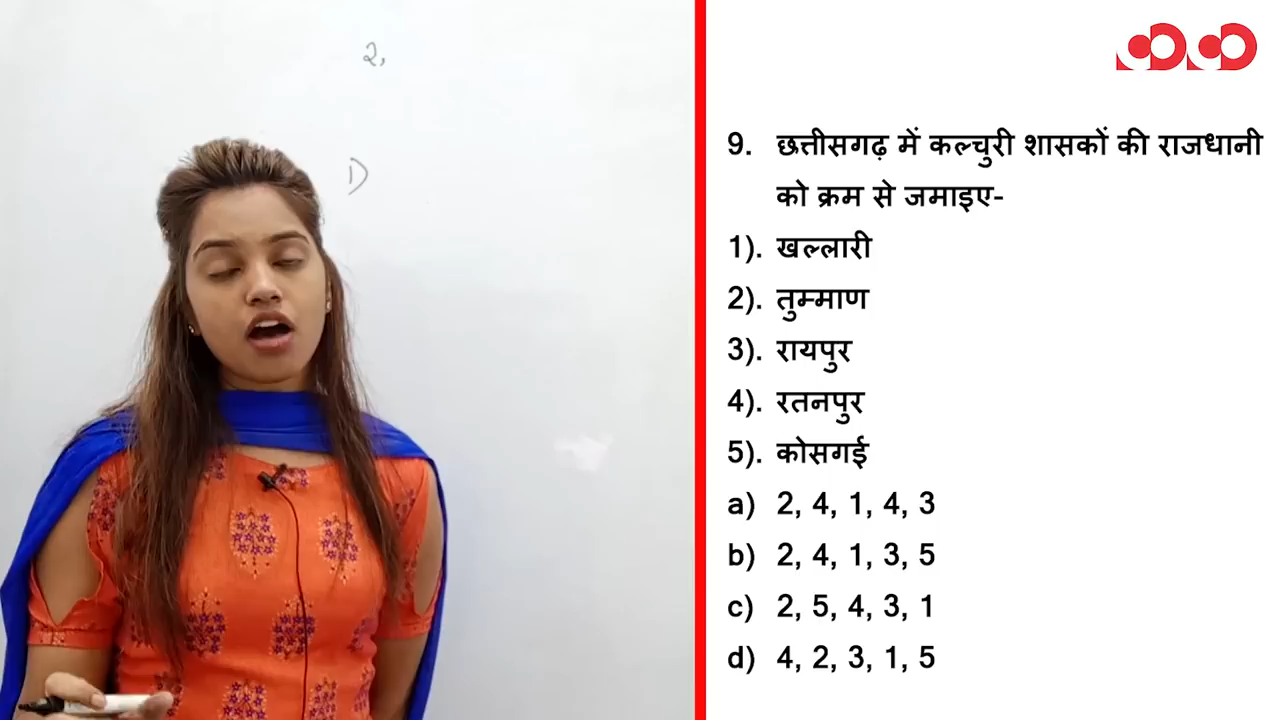 2,
D
9. छत्तीसगढ़ में कल्चुरी शासकों की राजधानी
को क्रम से जमाइए-
1). खल्लारी
2). तुम्माण
3). रायपुर
4). रतनपुर
5). कोसगई
a) 2, 4, 1, 4, 3
b) 2, 4, 1, 3, 5
c) 2, 5, 4, 3, 1
d) 4, 2, 3, 1, 5